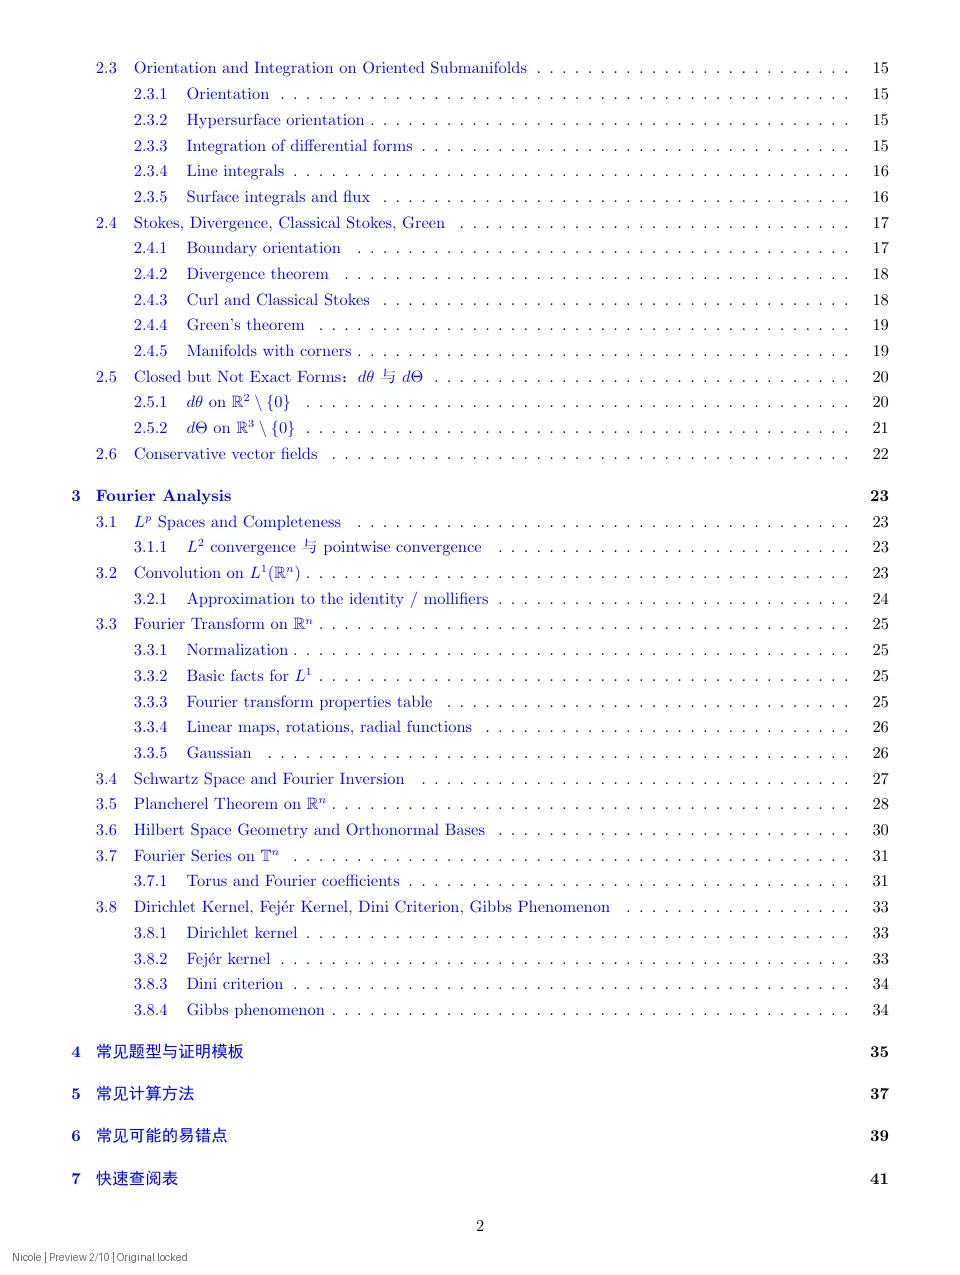 2.3 Orientation and Integration on Oriented Submanifolds . . . . . . . . . . . . . . . . . . . . . . . . . 15
2.3.1 Orientation . . . . . . . . . . . . . . . . . . . . . . . . . . . . . . . . . . . . . . . . . . . . . 15
2.3.2 Hypersurface orientation . . . . . . . . . . . . . . . . . . . . . . . . . . . . . . . . . . . . . . 15
2.3.3 Integration of differential forms . . . . . . . . . . . . . . . . . . . . . . . . . . . . . . . . . . 15
2.3.4 Line integrals . . . . . . . . . . . . . . . . . . . . . . . . . . . . . . . . . . . . . . . . . . . . 16
2.3.5 Surface integrals and flux . . . . . . . . . . . . . . . . . . . . . . . . . . . . . . . . . . . . . 16
2.4 Stokes, Divergence, Classical Stokes, Green . . . . . . . . . . . . . . . . . . . . . . . . . . . . . . . 17
2.4.1 Boundary orientation . . . . . . . . . . . . . . . . . . . . . . . . . . . . . . . . . . . . . . . 17
2.4.2 Divergence theorem . . . . . . . . . . . . . . . . . . . . . . . . . . . . . . . . . . . . . . . . 18
2.4.3 Curl and Classical Stokes . . . . . . . . . . . . . . . . . . . . . . . . . . . . . . . . . . . . . 18
2.4.4 Green's theorem . . . . . . . . . . . . . . . . . . . . . . . . . . . . . . . . . . . . . . . . . . 19
2.4.5 Manifolds with corners . . . . . . . . . . . . . . . . . . . . . . . . . . . . . . . . . . . . . . . 19
2.5 Closed but Not Exact Forms：dθ 与 dΘ . . . . . . . . . . . . . . . . . . . . . . . . . . . . . . . . . 20
2.5.1 dθ on ℝ² \ {0} . . . . . . . . . . . . . . . . . . . . . . . . . . . . . . . . . . . . . . . . . . . 20
2.5.2 dΘ on ℝ³ \ {0} . . . . . . . . . . . . . . . . . . . . . . . . . . . . . . . . . . . . . . . . . . . 21
2.6 Conservative vector fields . . . . . . . . . . . . . . . . . . . . . . . . . . . . . . . . . . . . . . . . . 22
3 Fourier Analysis 23
3.1 Lᵖ Spaces and Completeness . . . . . . . . . . . . . . . . . . . . . . . . . . . . . . . . . . . . . . . 23
3.1.1 L² convergence 与 pointwise convergence . . . . . . . . . . . . . . . . . . . . . . . . . . . . 23
3.2 Convolution on L¹(ℝⁿ) . . . . . . . . . . . . . . . . . . . . . . . . . . . . . . . . . . . . . . . . . . . 23
3.2.1 Approximation to the identity / mollifiers . . . . . . . . . . . . . . . . . . . . . . . . . . . . 24
3.3 Fourier Transform on ℝⁿ . . . . . . . . . . . . . . . . . . . . . . . . . . . . . . . . . . . . . . . . . . 25
3.3.1 Normalization . . . . . . . . . . . . . . . . . . . . . . . . . . . . . . . . . . . . . . . . . . . . 25
3.3.2 Basic facts for L¹ . . . . . . . . . . . . . . . . . . . . . . . . . . . . . . . . . . . . . . . . . . 25
3.3.3 Fourier transform properties table . . . . . . . . . . . . . . . . . . . . . . . . . . . . . . . . 25
3.3.4 Linear maps, rotations, radial functions . . . . . . . . . . . . . . . . . . . . . . . . . . . . . 26
3.3.5 Gaussian . . . . . . . . . . . . . . . . . . . . . . . . . . . . . . . . . . . . . . . . . . . . . . 26
3.4 Schwartz Space and Fourier Inversion . . . . . . . . . . . . . . . . . . . . . . . . . . . . . . . . . . 27
3.5 Plancherel Theorem on ℝⁿ . . . . . . . . . . . . . . . . . . . . . . . . . . . . . . . . . . . . . . . . . 28
3.6 Hilbert Space Geometry and Orthonormal Bases . . . . . . . . . . . . . . . . . . . . . . . . . . . . 30
3.7 Fourier Series on 𝕋ⁿ . . . . . . . . . . . . . . . . . . . . . . . . . . . . . . . . . . . . . . . . . . . . 31
3.7.1 Torus and Fourier coefficients . . . . . . . . . . . . . . . . . . . . . . . . . . . . . . . . . . . 31
3.8 Dirichlet Kernel, Fejér Kernel, Dini Criterion, Gibbs Phenomenon . . . . . . . . . . . . . . . . . . 33
3.8.1 Dirichlet kernel . . . . . . . . . . . . . . . . . . . . . . . . . . . . . . . . . . . . . . . . . . . 33
3.8.2 Fejér kernel . . . . . . . . . . . . . . . . . . . . . . . . . . . . . . . . . . . . . . . . . . . . . 33
3.8.3 Dini criterion . . . . . . . . . . . . . . . . . . . . . . . . . . . . . . . . . . . . . . . . . . . . 34
3.8.4 Gibbs phenomenon . . . . . . . . . . . . . . . . . . . . . . . . . . . . . . . . . . . . . . . . . 34
4 常见题型与证明模板 35
5 常见计算方法 37
6 常见可能的易错点 39
7 快速查阅表 41
2
Nicole | Preview 2/10 | Original locked